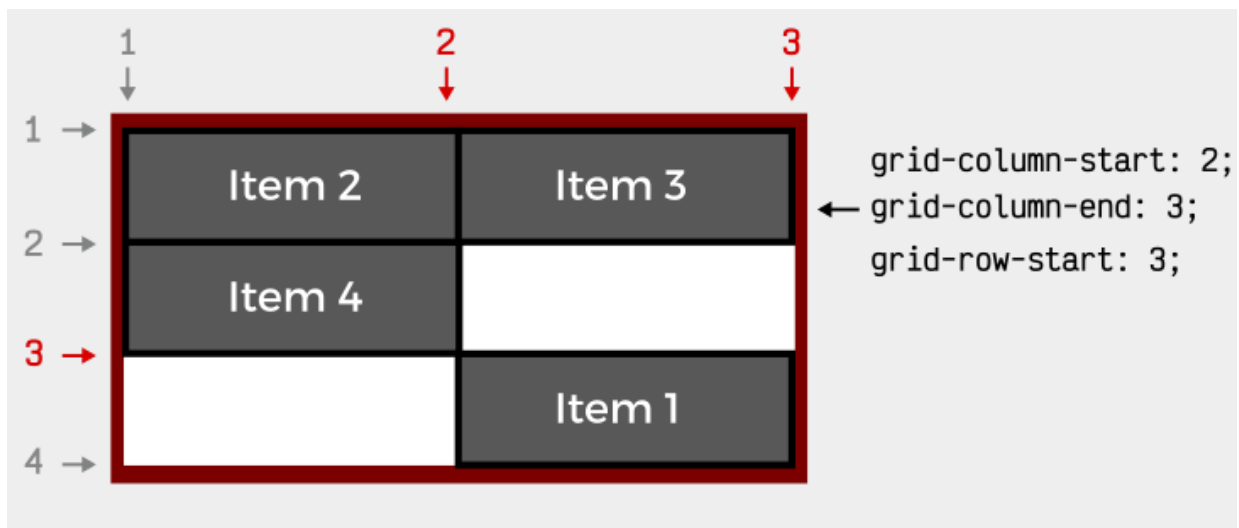 1 2 3
1
Item 2 Item 3
grid-column-start: 2;
grid-column-end: 3;
2
grid-row-start: 3;
Item 4
3
Item 1
4